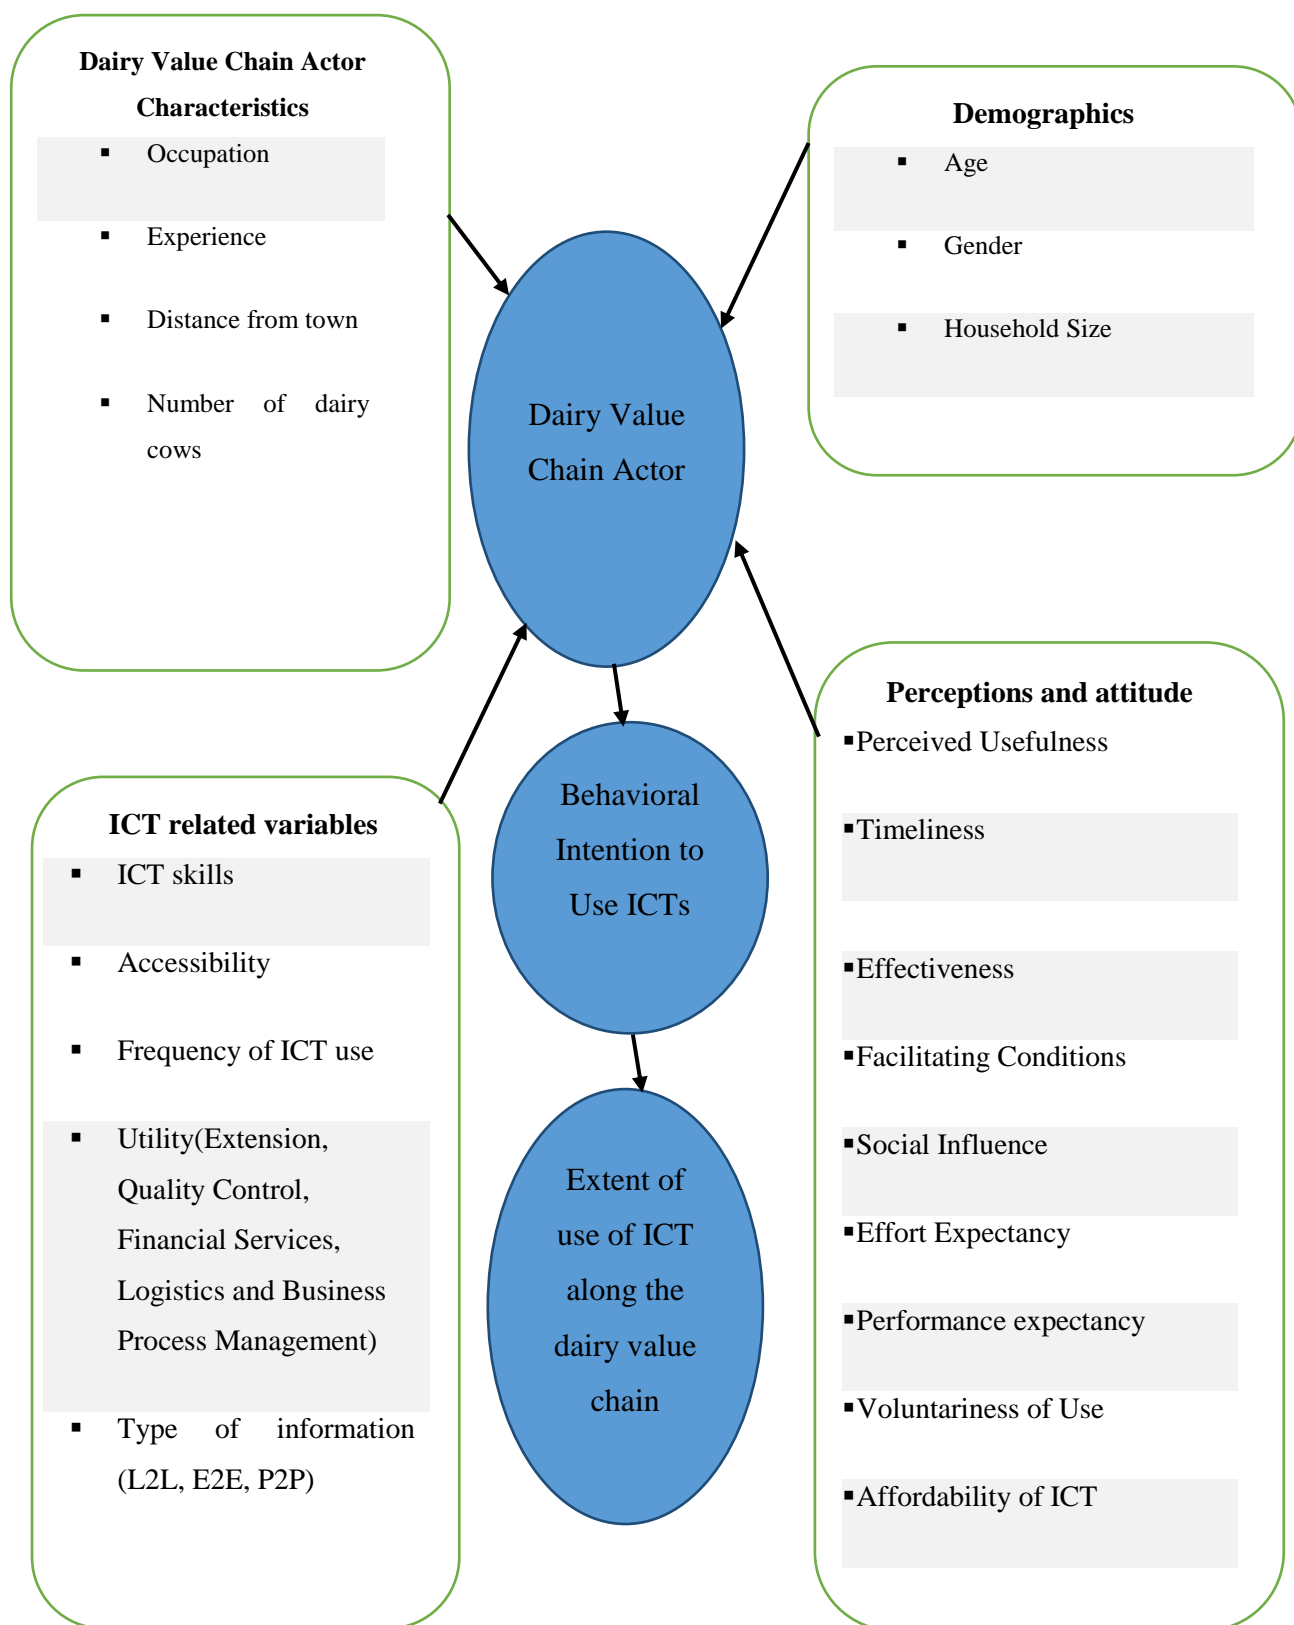 Dairy Value Chain Actor
Characteristics
▪ Occupation
▪ Experience
▪ Distance from town
▪ Number of dairy
cows
Demographics
▪ Age
▪ Gender
▪ Household Size
Dairy Value
Chain Actor
ICT related variables
▪ ICT skills
▪ Accessibility
▪ Frequency of ICT use
▪ Utility(Extension,
Quality Control,
Financial Services,
Logistics and Business
Process Management)
▪ Type of information
(L2L, E2E, P2P)
Behavioral
Intention to
Use ICTs
Extent of
use of ICT
along the
dairy value
chain
Perceptions and attitude
▪Perceived Usefulness
▪Timeliness
▪Effectiveness
▪Facilitating Conditions
▪Social Influence
▪Effort Expectancy
▪Performance expectancy
▪Voluntariness of Use
▪Affordability of ICT